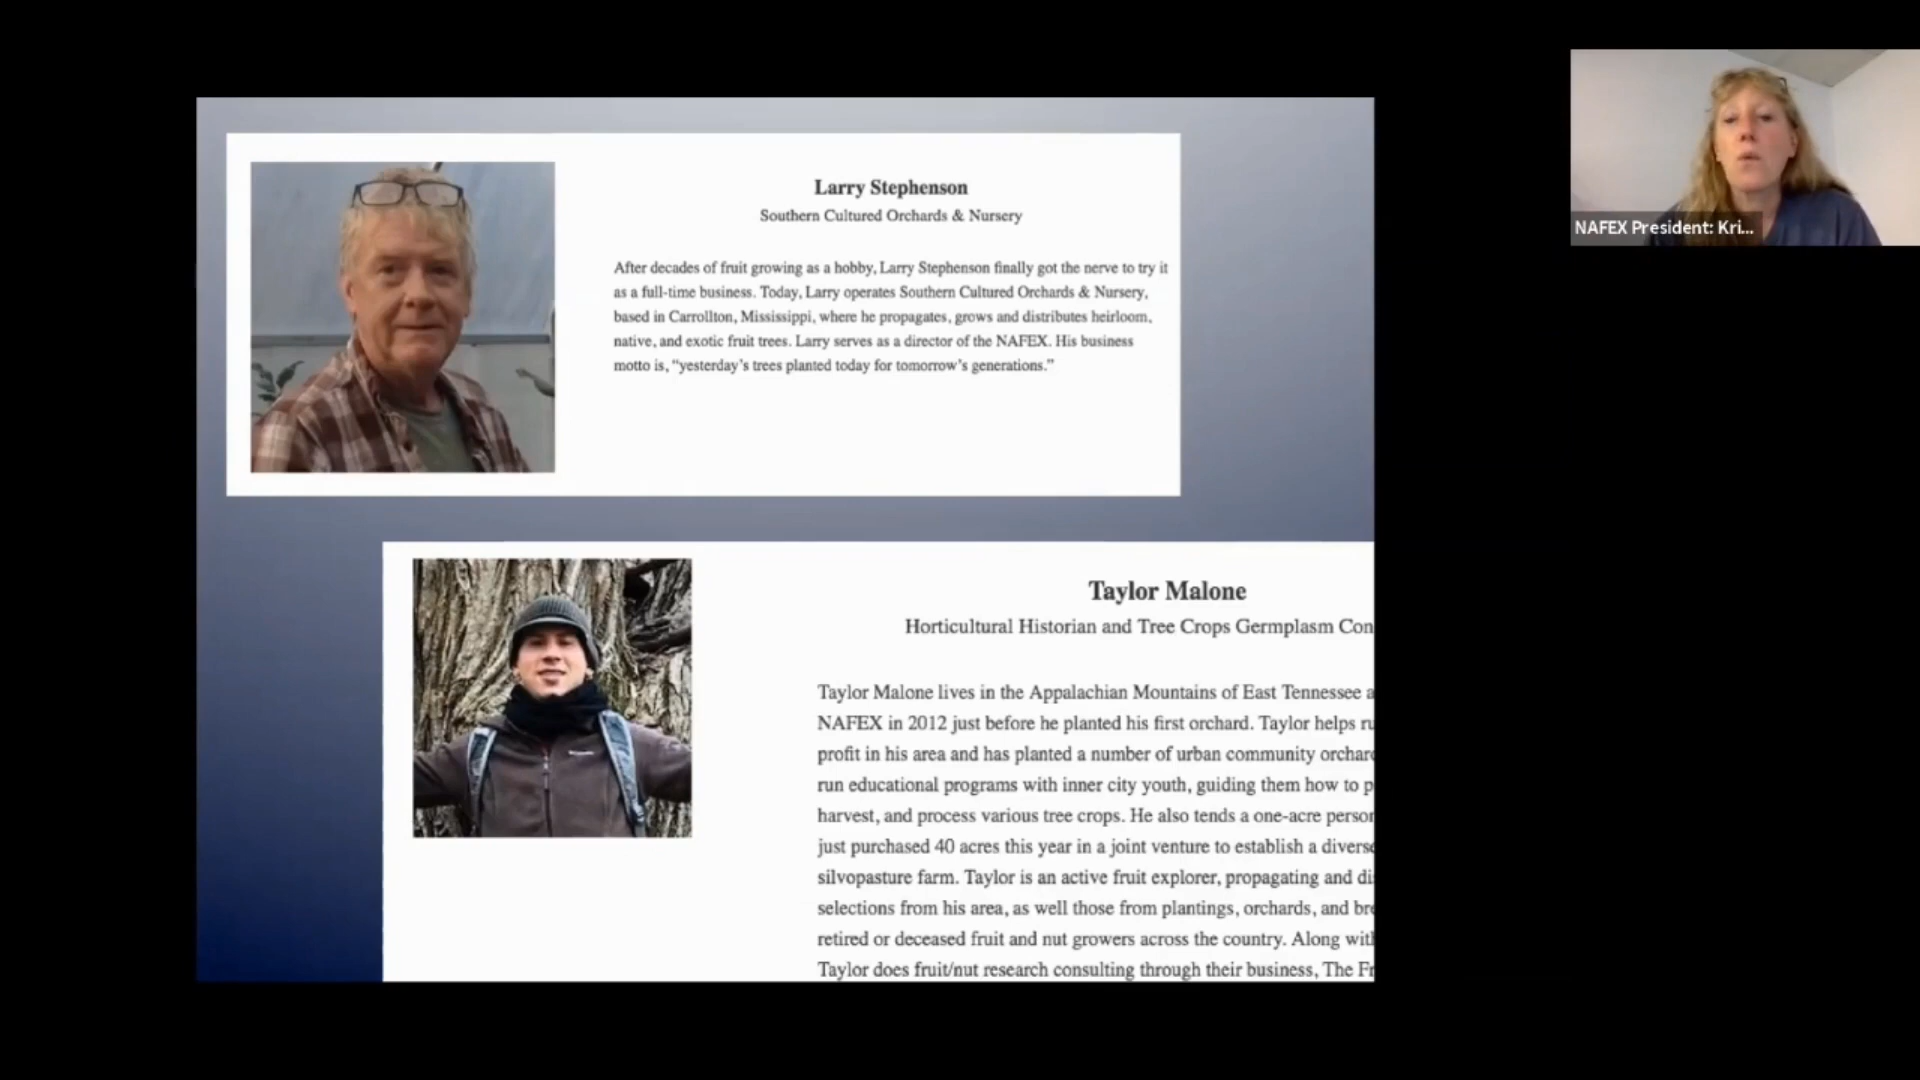 Larry Stephenson
Southern Cultured Orchards & Nursery
After decades of fruit growing as a hobby, Larry Stephenson finally got the nerve to try it
as a full-time business. Today, Larry operates Southern Cultured Orchards & Nursery,
based in Carrollton, Mississippi, where he propagates, grows and distributes heirloom,
native, and exotic fruit trees. Larry serves as a director of the NAFEX. His business
motto is, “yesterday’s trees planted today for tomorrow’s generations.”
NAFEX President: Kri...
Taylor Malone
Horticultural Historian and Tree Crops Germplasm Con
Taylor Malone lives in the Appalachian Mountains of East Tennessee a
NAFEX in 2012 just before he planted his first orchard. Taylor helps ru
profit in his area and has planted a number of urban community orchar
run educational programs with inner city youth, guiding them how to p
harvest, and process various tree crops. He also tends a one-acre person
just purchased 40 acres this year in a joint venture to establish a diverse
silvopasture farm. Taylor is an active fruit explorer, propagating and di
selections from his area, as well those from plantings, orchards, and bre
retired or deceased fruit and nut growers across the country. Along with
Taylor does fruit/nut research consulting through their business, The Fr